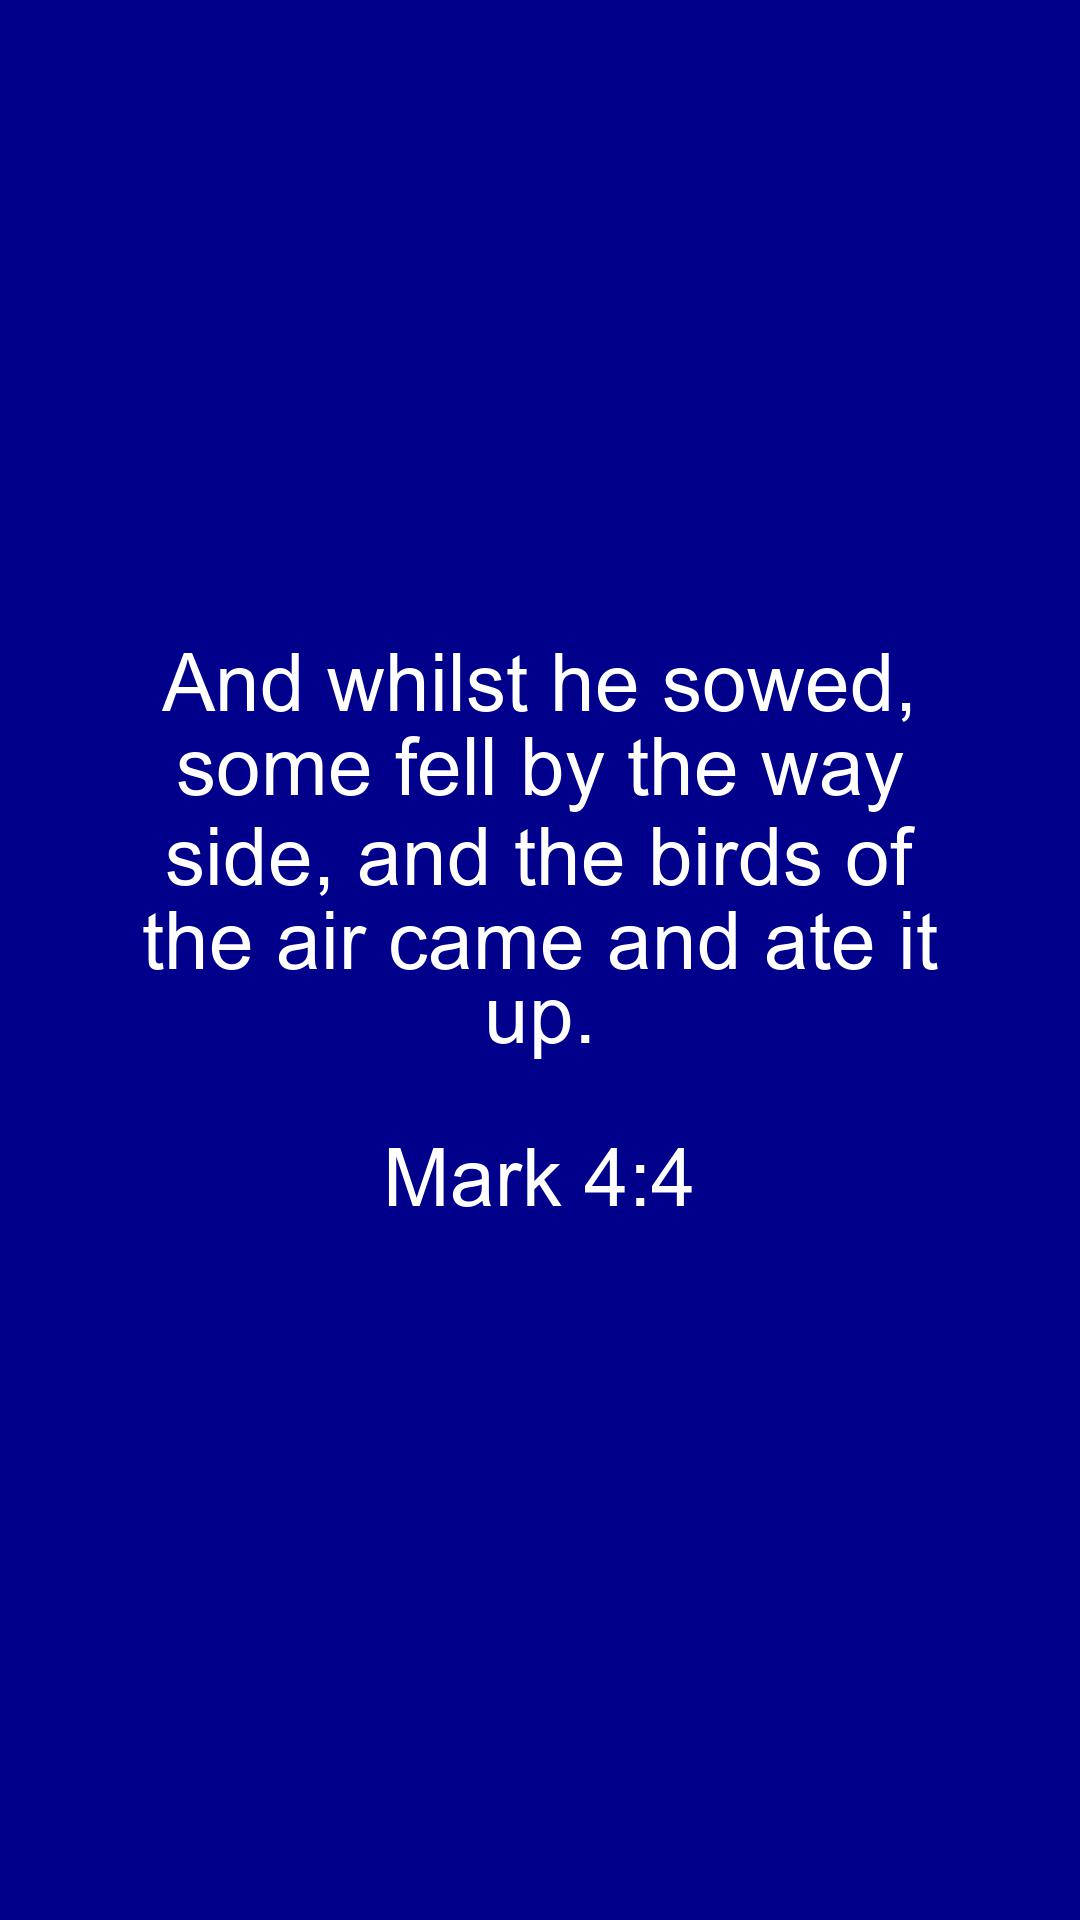 And whilst he sowed,
some fell by the way
side, and the birds of
the air came and ate it
up.
Mark 4:4